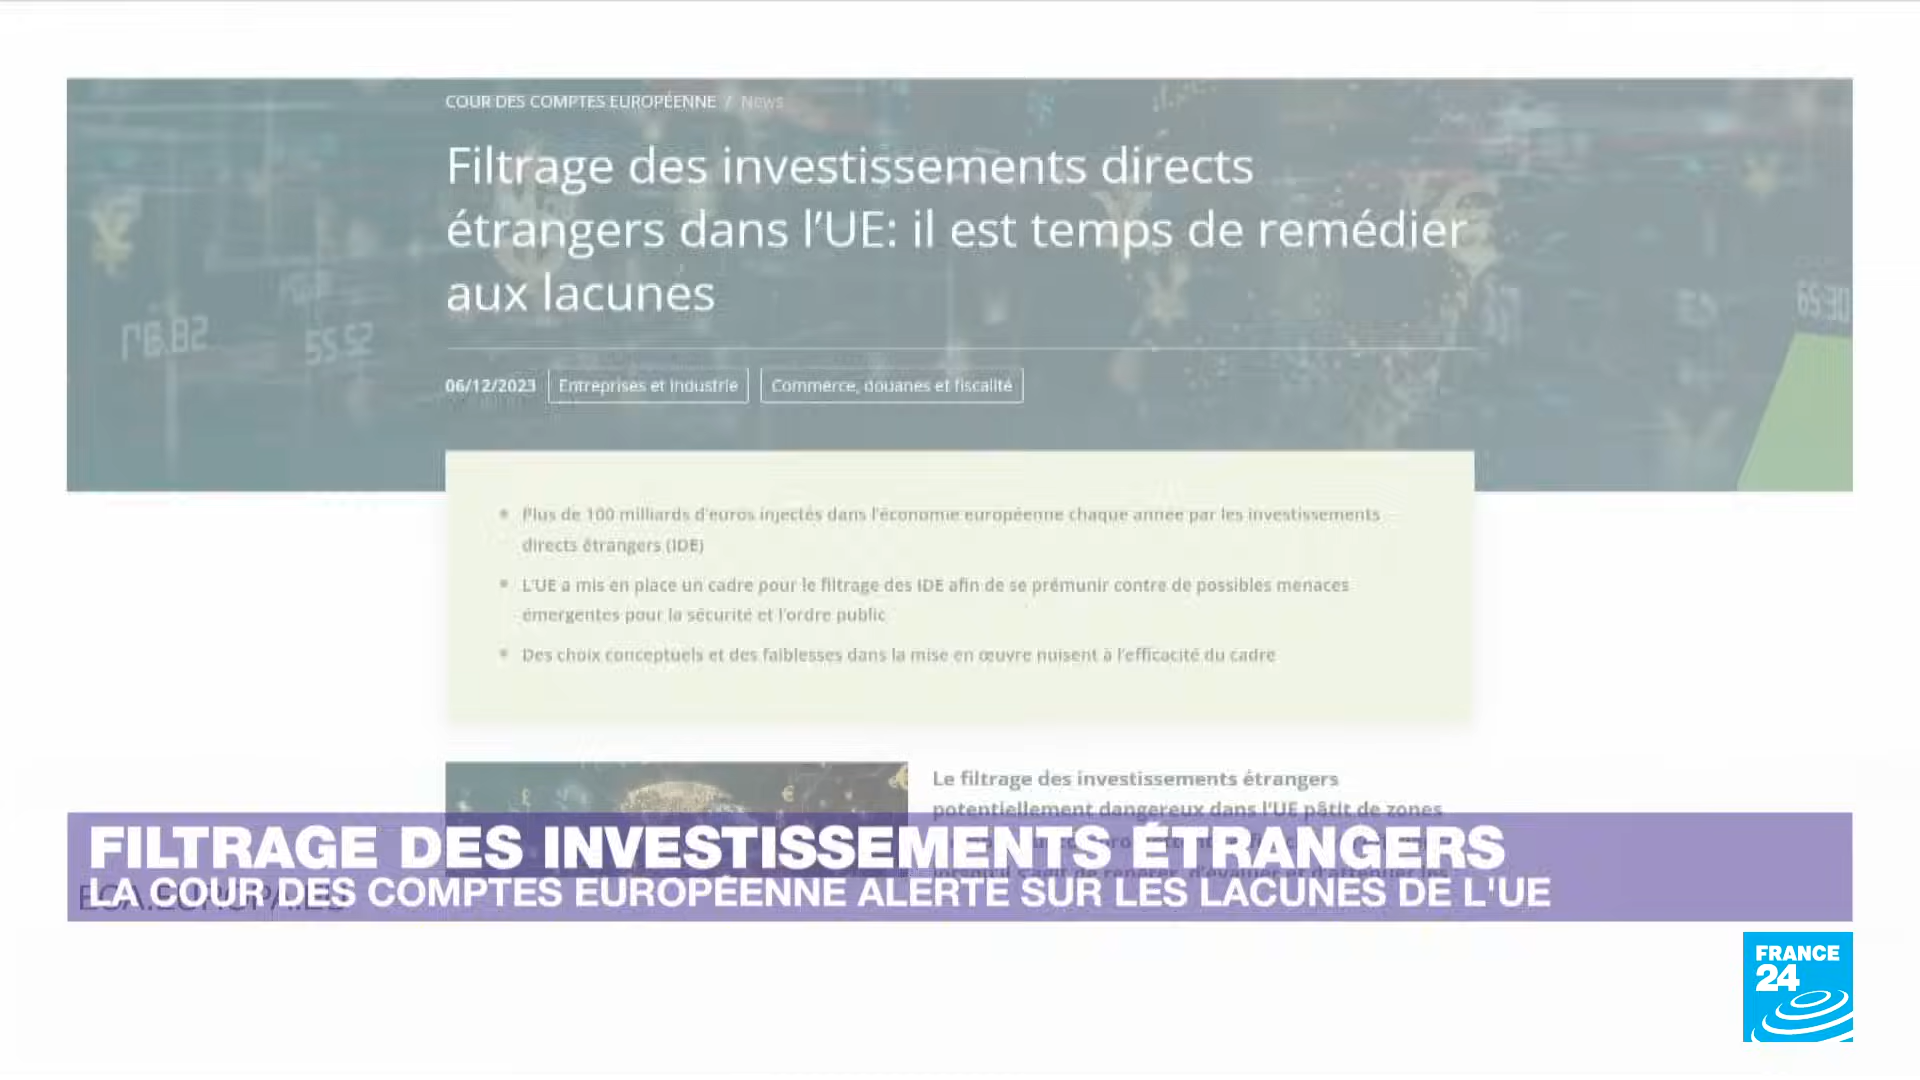 COUR DES COMPTES EUROPÉENNE / News
Filtrage des investissements directs
étrangers dans l'UE: il est temps de remédier
aux lacunes
06/12/2023 Entreprises et industrie Commerce, douanes et fiscalité
65:30
55.52
• Plus de 100 milliards d'euros injectés dans l'économie européenne chaque année par les investissements
directs étrangers (IDE)
• L'UE a mis en place un cadre pour le filtrage des IDE afin de se prémunir contre de possibles menaces
émergentes pour la sécurité et l'ordre public
• Des choix conceptuels et des faiblesses dans la mise en œuvre nuisent à l'efficacité du cadre
Le filtrage des investissements étrangers
potentiellement dangereux dans l'UE pâtit de zones
FILTRAGE DES INVESTISSEMENTS ÉTRANGERS
LA COUR DES COMPTES EUROPÉENNE ALERTE SUR LES LACUNES DE L'UE
FRANCE
24